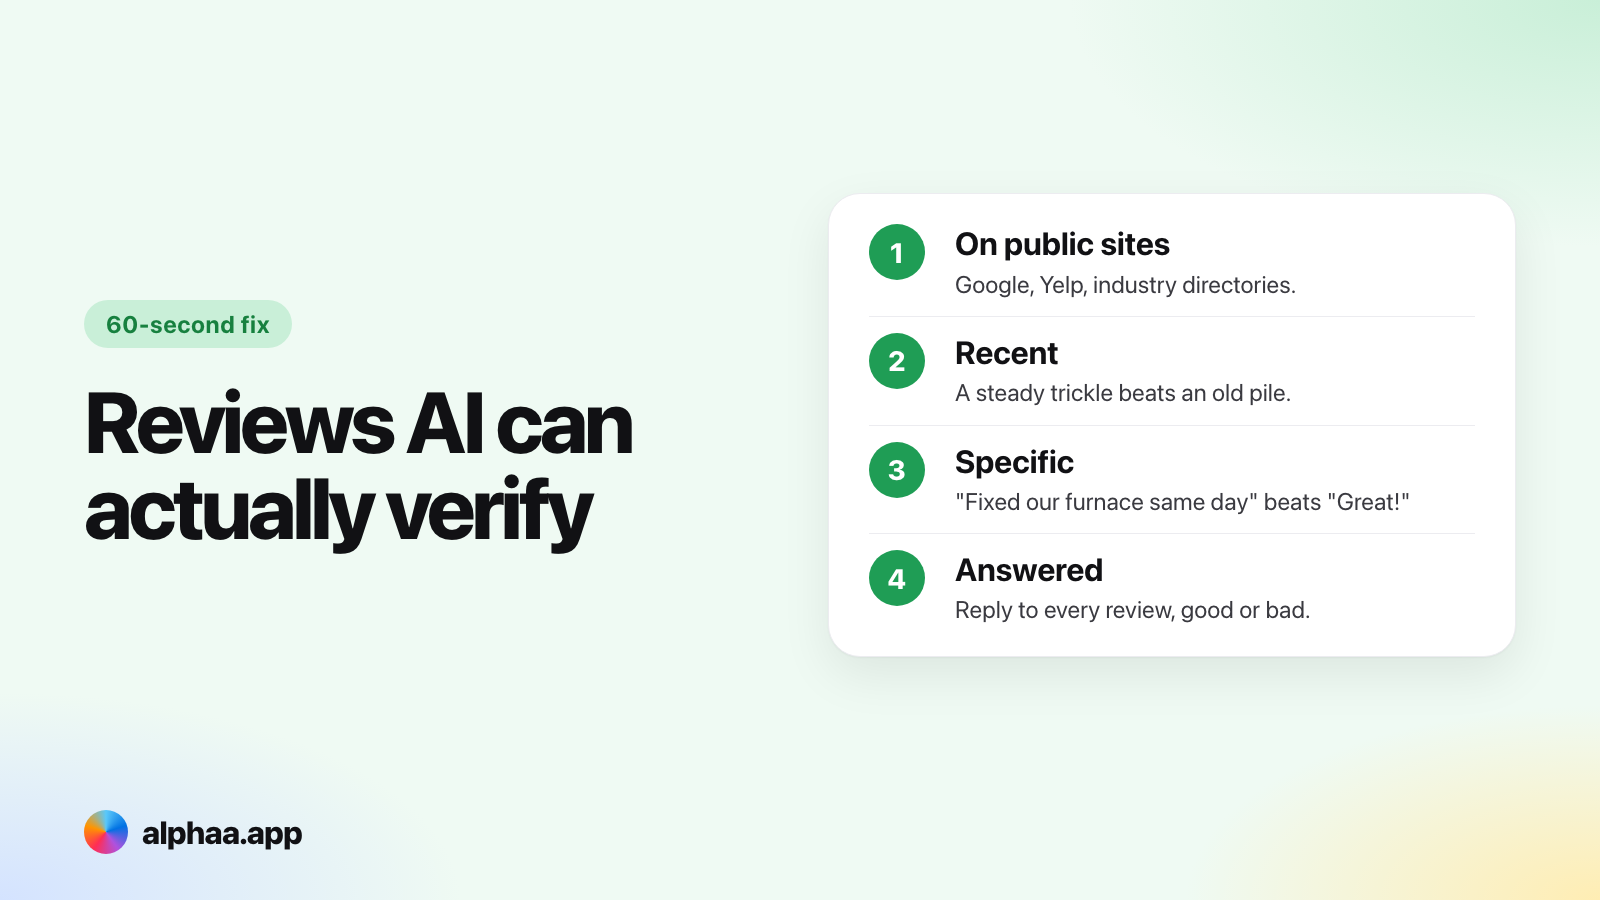 60-second fix
Reviews AI can
actually verify
1
On public sites
Google, Yelp, industry directories.
2
Recent
A steady trickle beats an old pile.
3
Specific
"Fixed our furnace same day" beats "Great!"
4
Answered
Reply to every review, good or bad.
alphaa.app